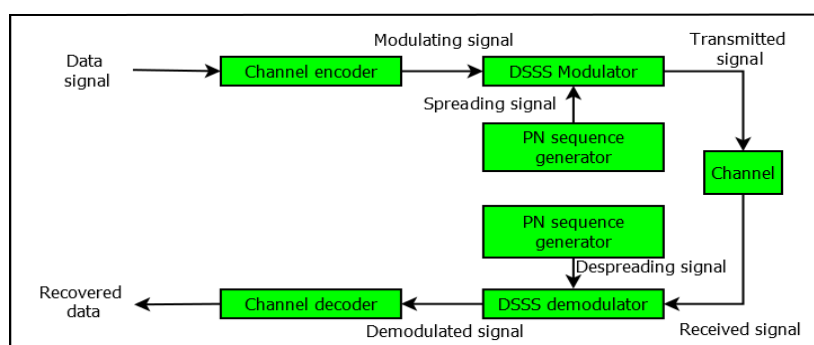 Data
signal
Channel encoder
Modulating signal
DSSS Modulator
Transmitted
signal
Spreading signal
PN sequence
generator
Channel
PN sequence
generator
Despreading signal
Recovered
data
Channel decoder
Demodulated signal
DSSS demodulator
Received signal